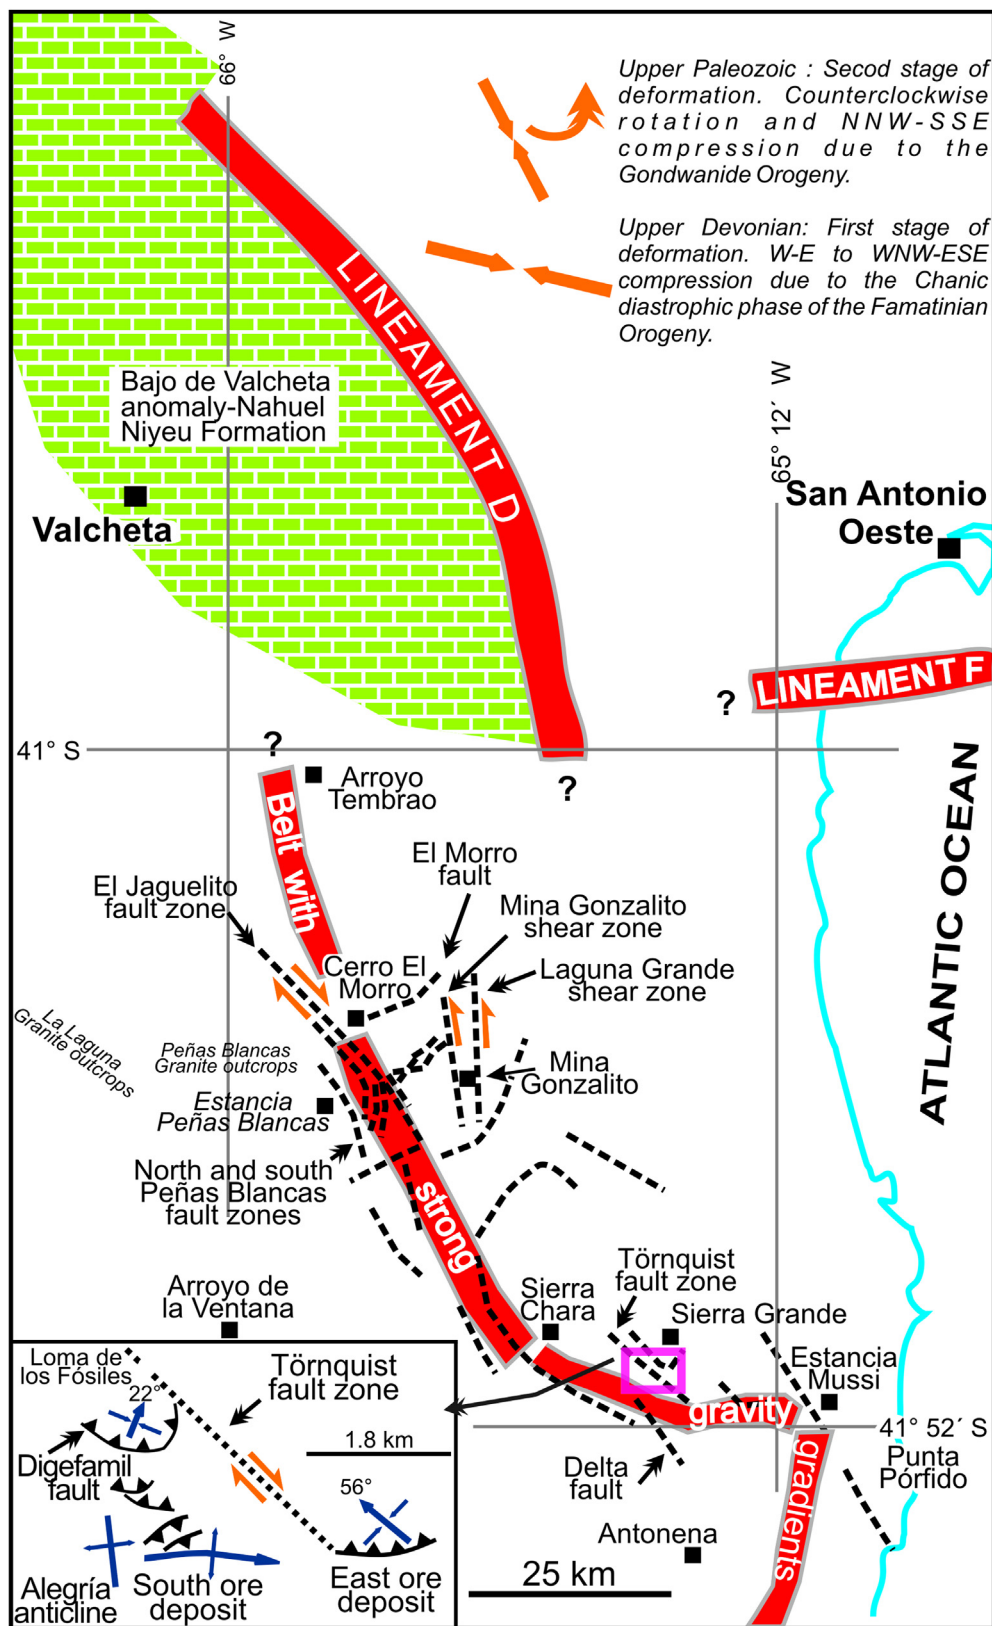 66° W
Upper Paleozoic : Secod stage of
deformation. Counterclockwise
rotation and NNW-SSE
compression due to the
Gondwanide Orogeny.
Upper Devonian: First stage of
deformation. W-E to WNW-ESE
compression due to the Chanic
diastrophic phase of the Famatinian
Orogeny.
LINEAMENT D
Bajo de Valcheta
anomaly-Nahuel
Niyeu Formation
Valcheta
65° 12´ W
San Antonio
Oeste
LINEAMENT F
?
41° S
?
?
Arroyo
Tembrao
Belt with
ATLANTIC OCEAN
El Morro
fault
El Jaguelito
fault zone
Mina Gonzalito
shear zone
Cerro El
Morro
Laguna Grande
shear zone
La Laguna
Granite outcrops
Peñas Blancas
Granite outcrops
Mina
Gonzalito
Estancia
Peñas Blancas
North and south
Peñas Blancas
fault zones
strong
Törnquist
fault zone
Arroyo de
la Ventana
Sierra
Chara
Sierra Grande
Estancia
Mussi
gravity
41° 52´ S
Punta
Pórfido
gradients
Delta
fault
Antonena
25 km
Loma de
los Fósiles
22°
Törnquist
fault zone
1.8 km
Digefamil
fault
56°
Alegría
anticline
South ore
deposit
East ore
deposit